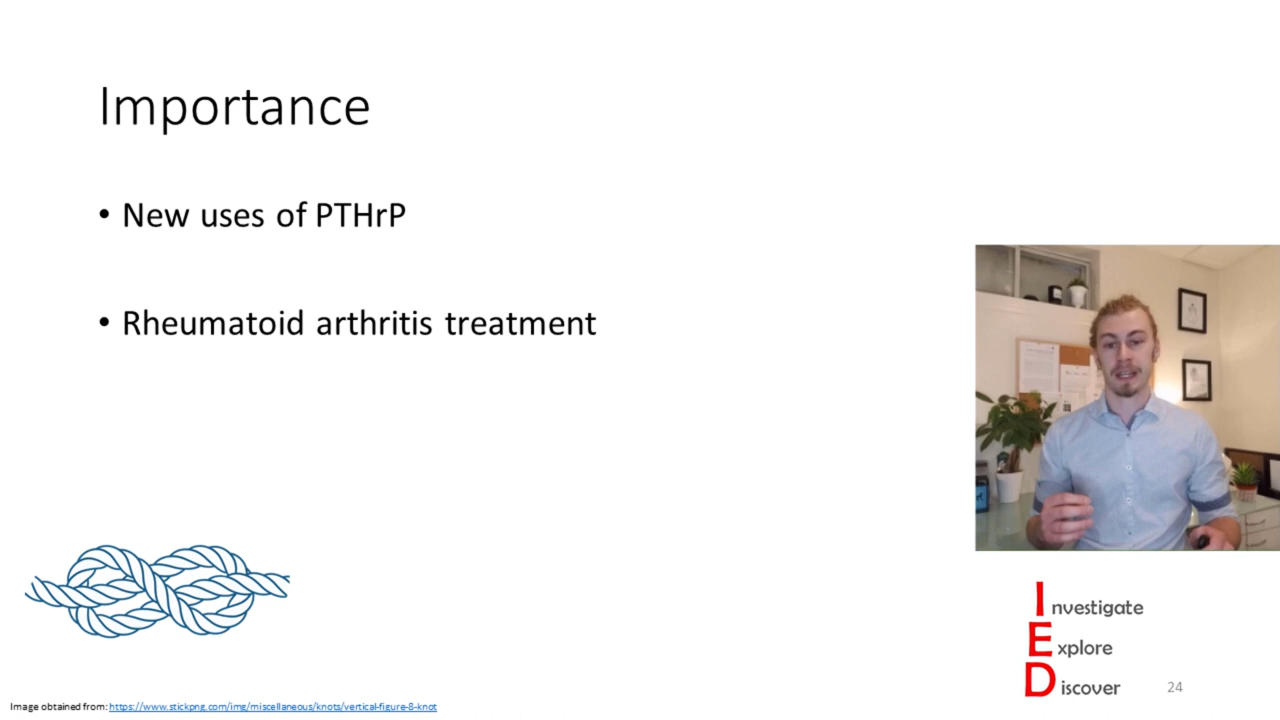 Importance
• New uses of PTHrP
• Rheumatoid arthritis treatment
Investigate
Explore
Discover
24
Image obtained from: https://www.stickpng.com/img/miscellaneous/knots/vertical-figure-8-knot